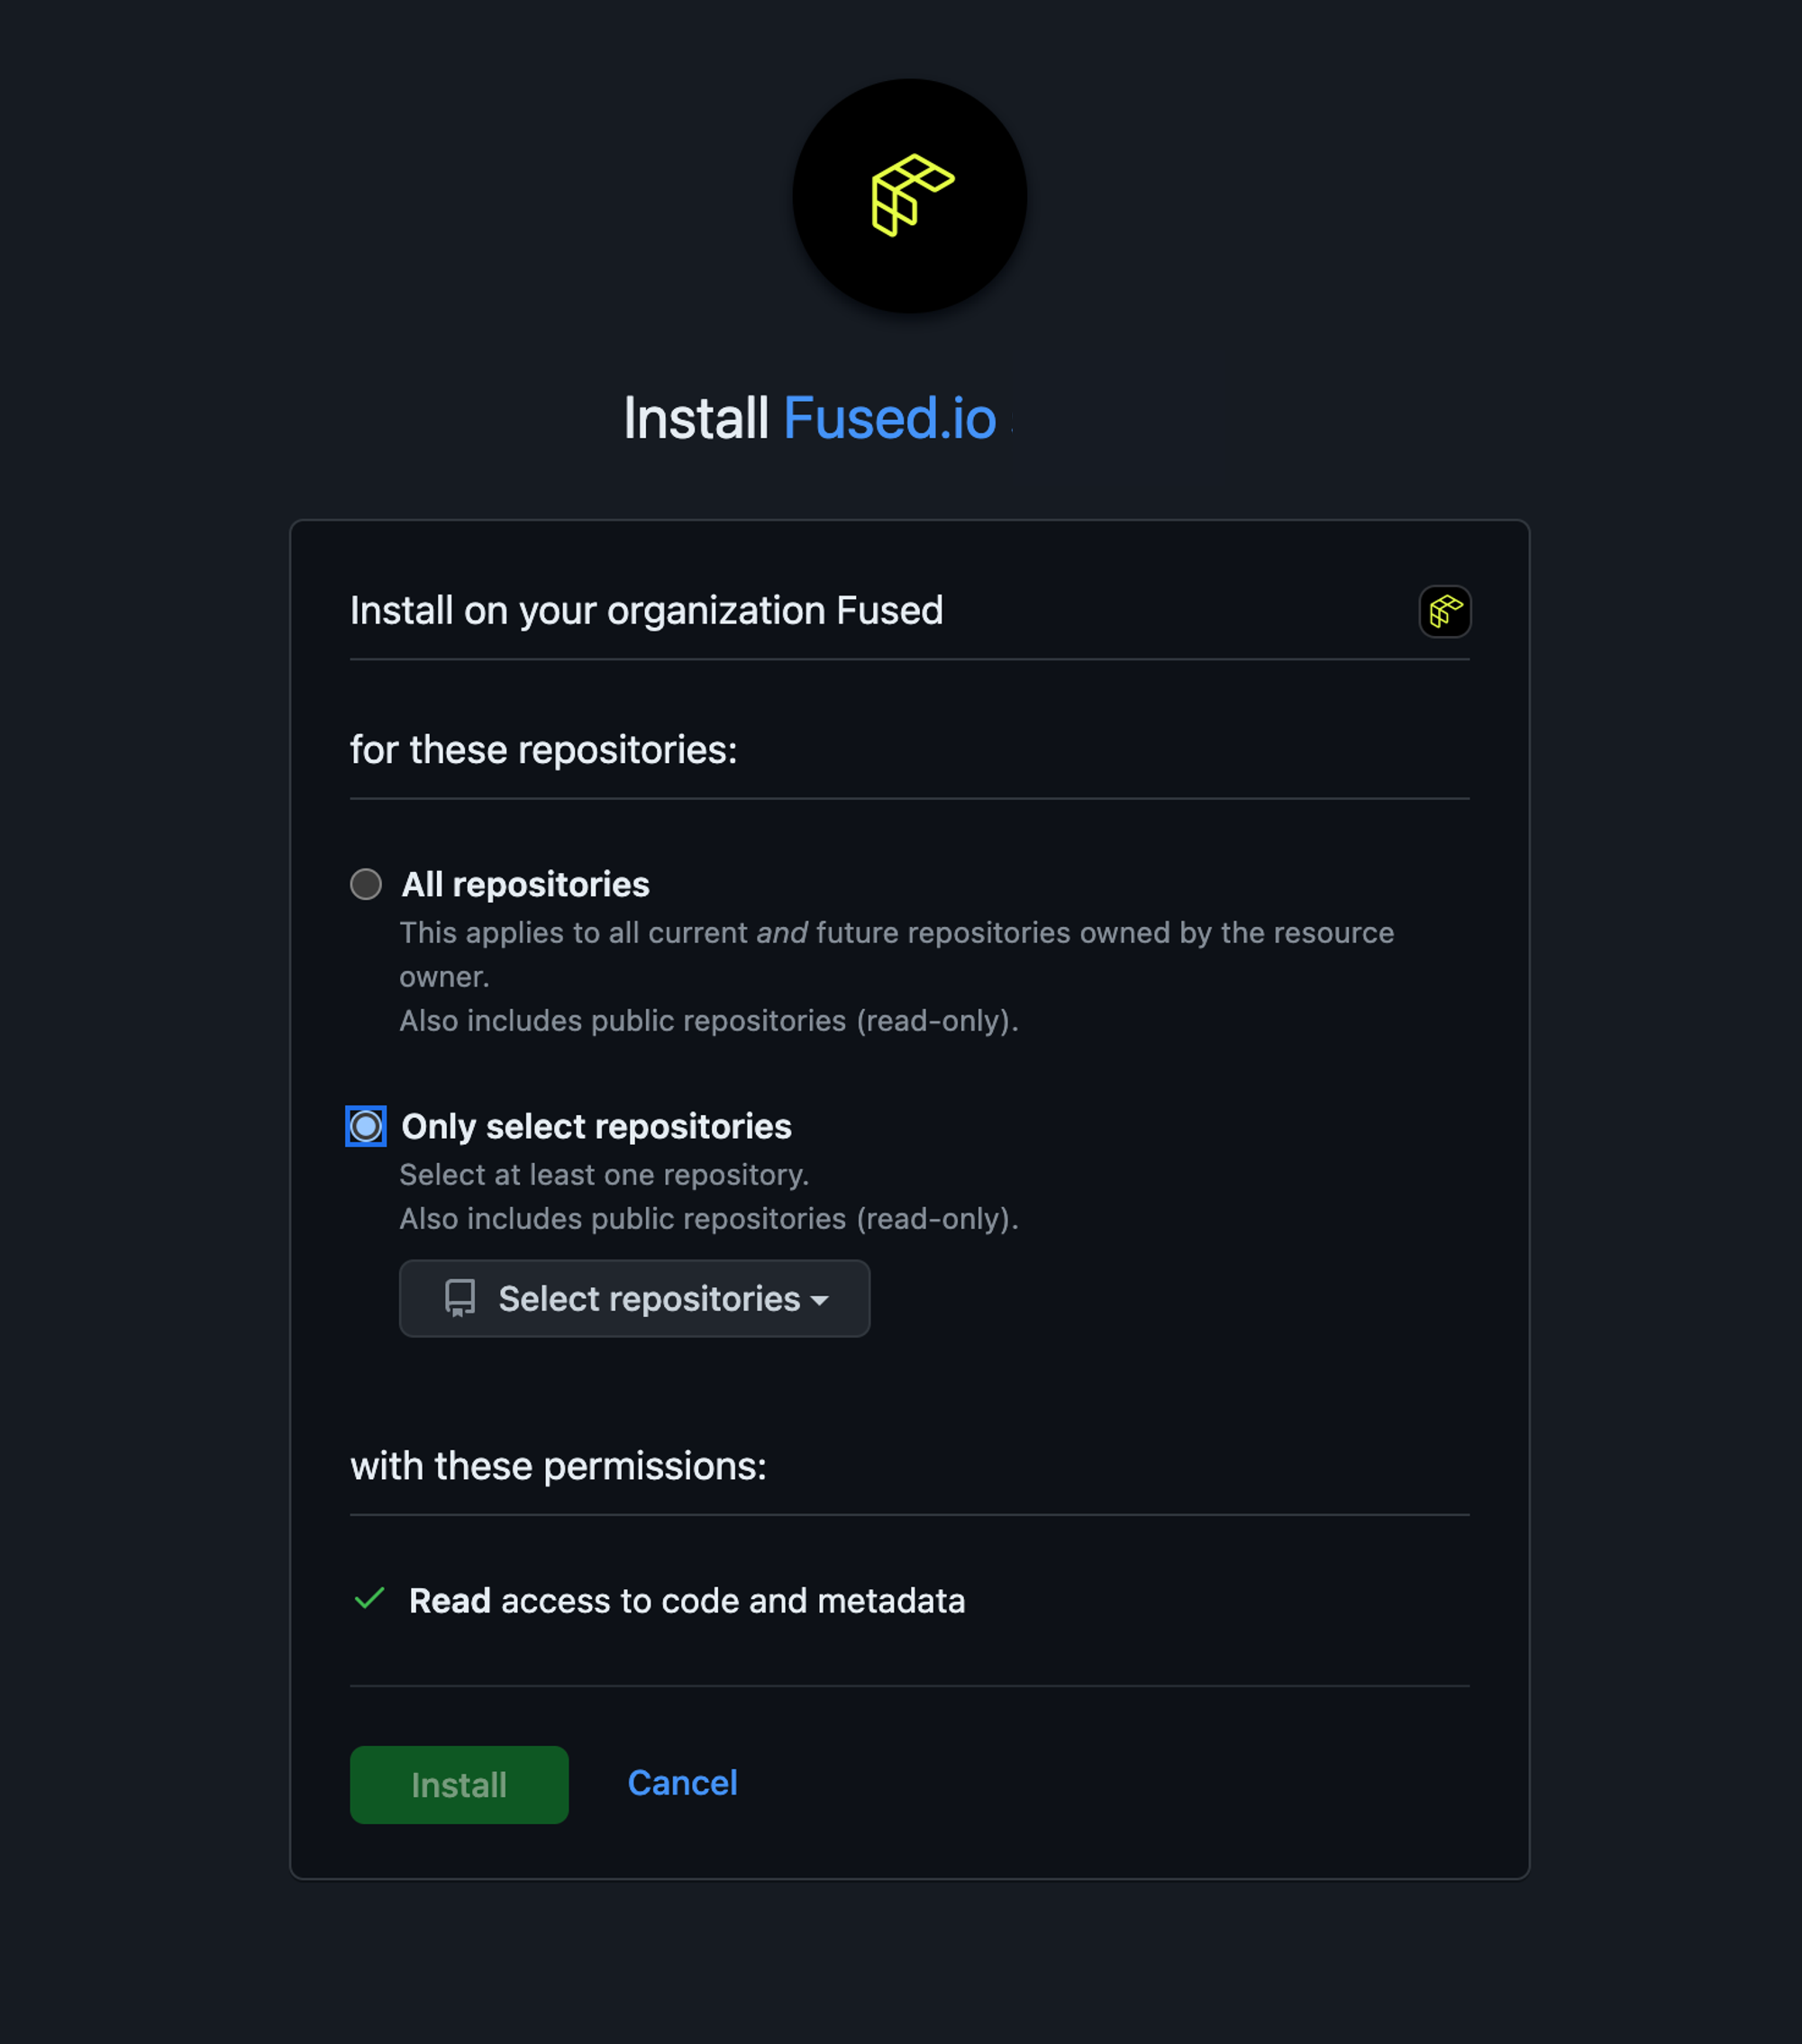 Install Fused.io
Install on your organization Fused
for these repositories:
All repositories
This applies to all current and future repositories owned by the resource
owner.
Also includes public repositories (read-only).
Only select repositories
Select at least one repository.
Also includes public repositories (read-only).
Select repositories
with these permissions:
Read access to code and metadata
Install
Cancel